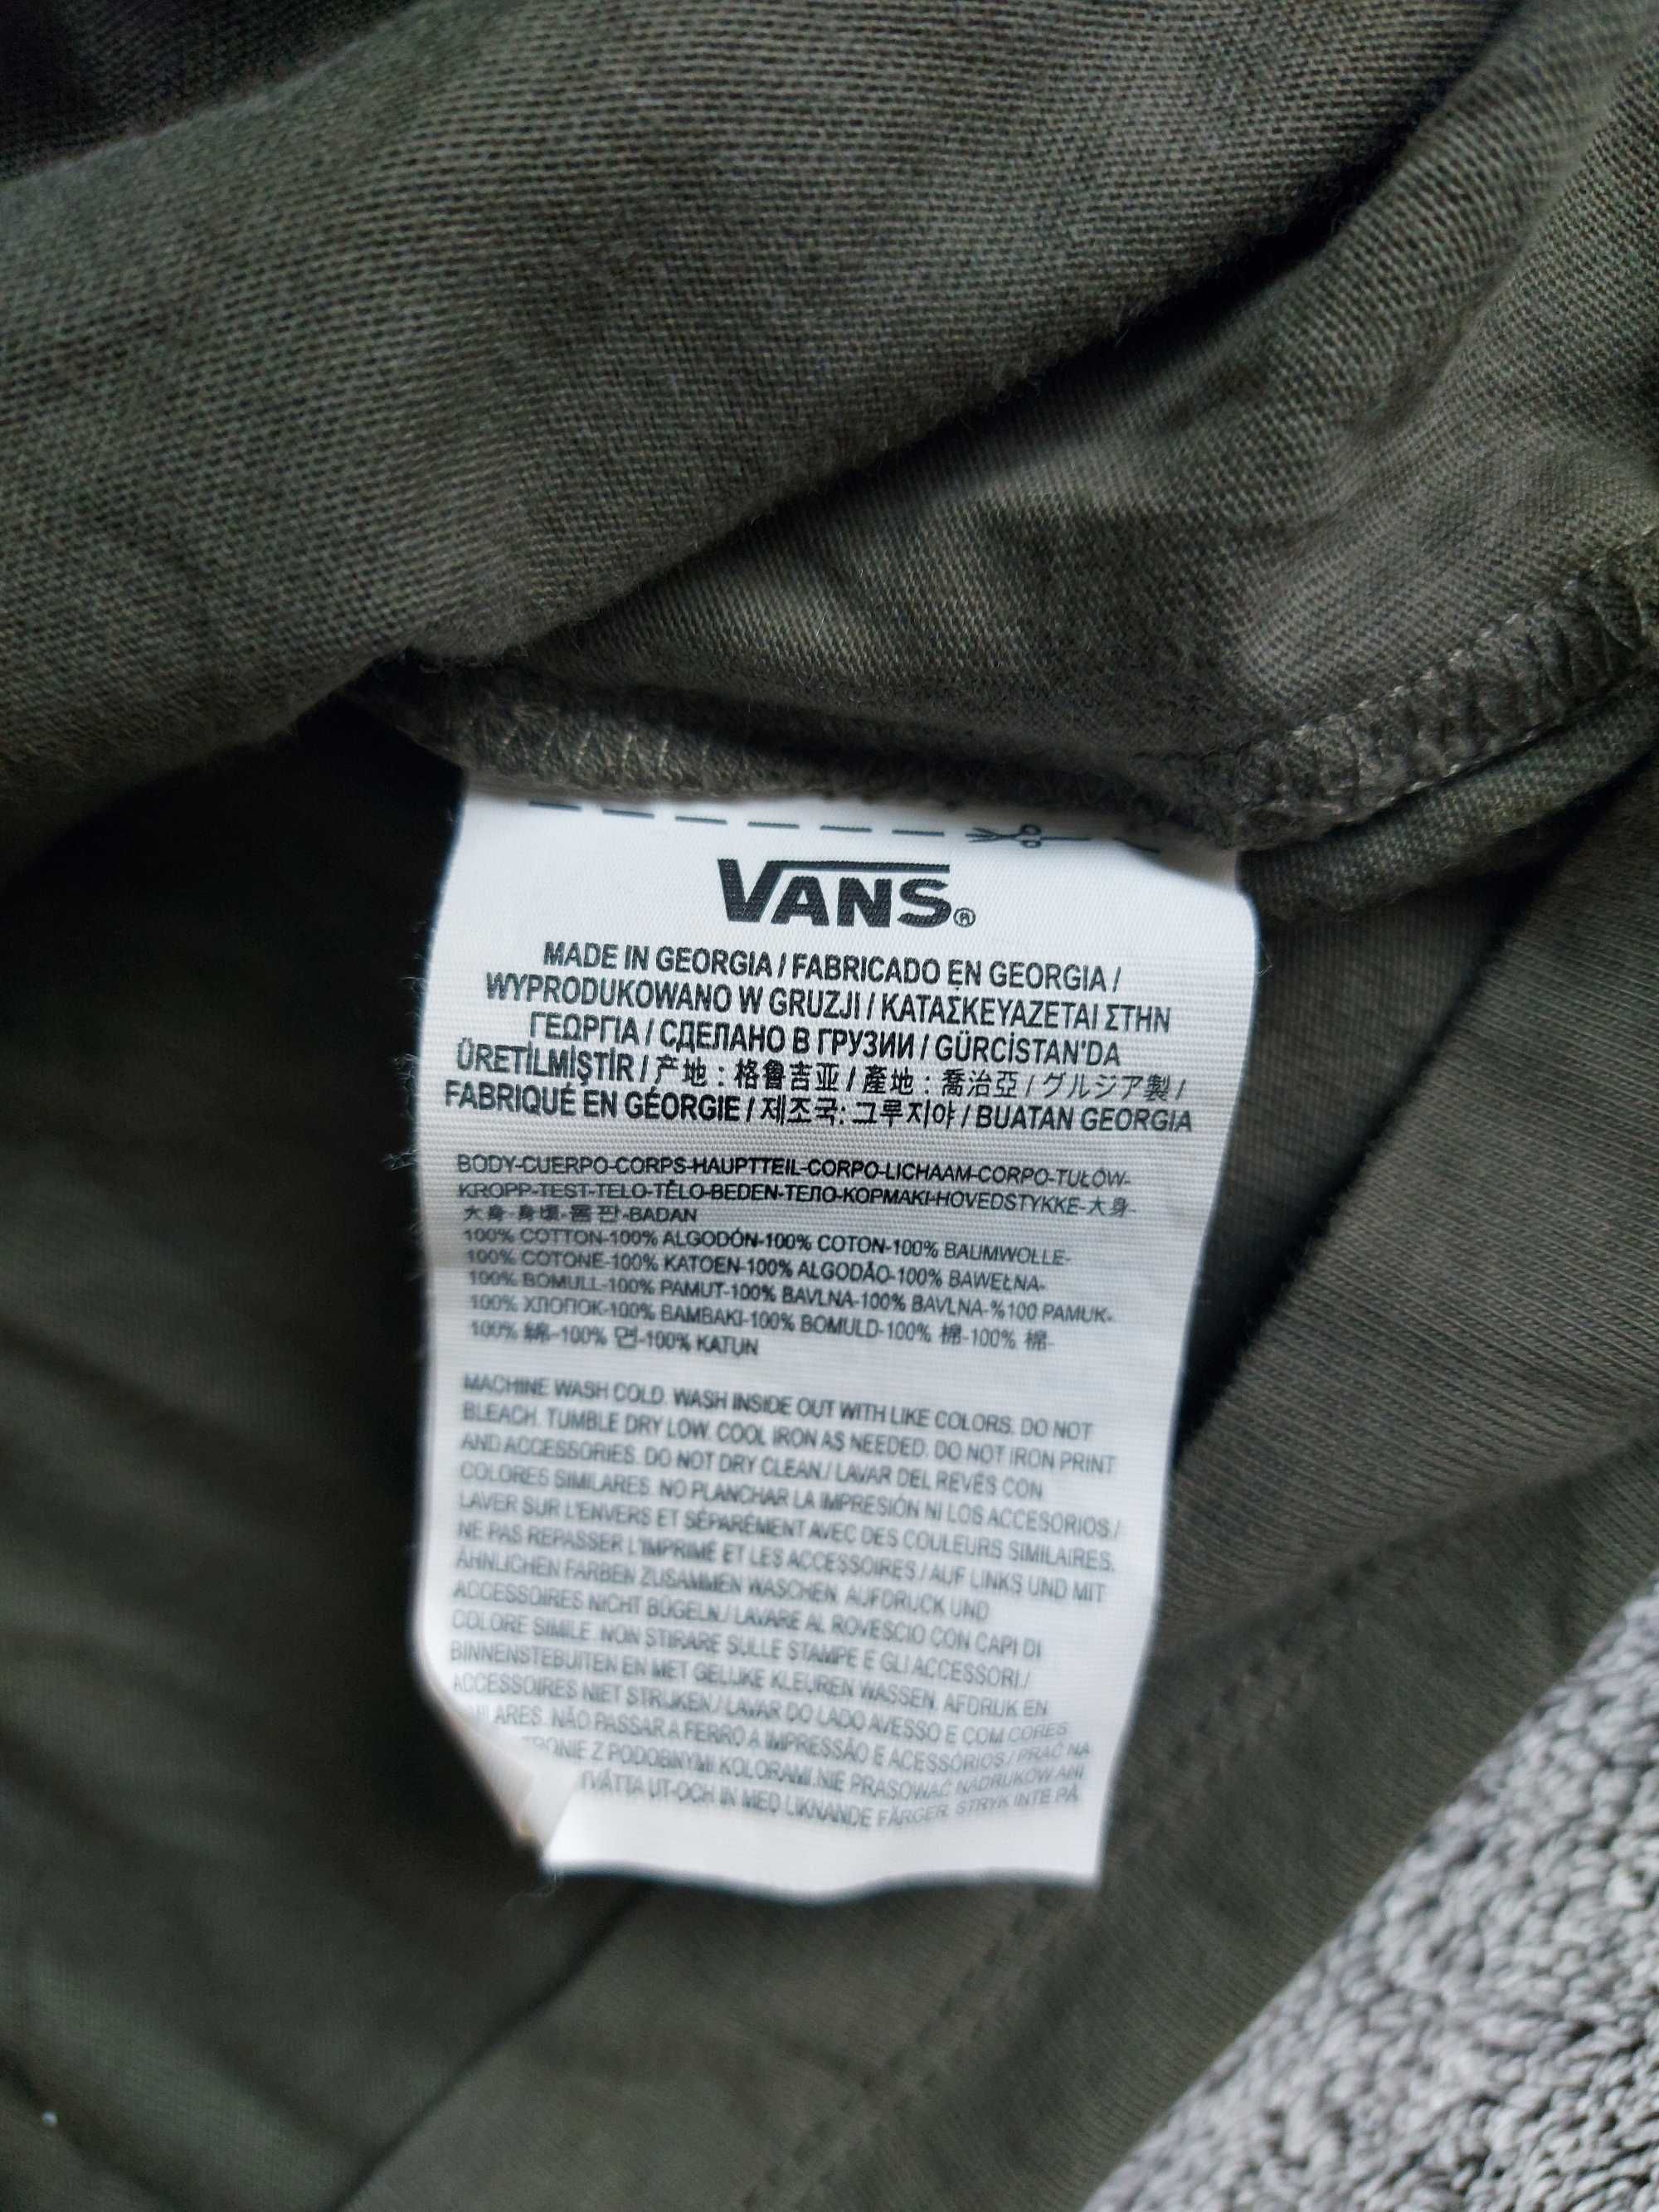 VANS®
MADE IN GEORGIA / FABRICADO EN GEORGIA /
WYPRODUKOWANO W GRUZJI / ΚΑΤΑΣΚΕΥΑΖΕΤΑΙ ΣΤΗΝ
ΓΕΩΡΓΙΑ / СДЕЛАНО В ГРУЗИИ / GÜRCİSTAN'DA
ÜRETİLMİŞTİR / 产地 : 格鲁吉亚 / 產地 : 喬治亞 / グルジア製 /
FABRIQUÉ EN GÉORGIE / 제조국: 그루지야 / BUATAN GEORGIA
BODY-CUERPO-CORPS-HAUPTTEIL-CORPO-LICHAAM-CORPO-TUŁÓW-
KROPP-TEST-TELO-TĚLO-BEDEN-ТЕЛО-ΚΟΡΜΑΚΙ-HOVEDSTYKKE-大身-
大身-身頃-몸판-BADAN
100% COTTON-100% ALGODÓN-100% COTON-100% BAUMWOLLE-
100% COTONE-100% KATOEN-100% ALGODÃO-100% BAWEŁNA-
100% BOMULL-100% PAMUT-100% BAVLNA-100% BAVLNA-%100 PAMUK-
100% ХЛОПОК-100% ΒΑΜΒΑΚΙ-100% BOMULD-100% 棉-100% 棉-
100% 綿-100% 면-100% KATUN
MACHINE WASH COLD. WASH INSIDE OUT WITH LIKE COLORS. DO NOT
BLEACH. TUMBLE DRY LOW. COOL IRON AS NEEDED. DO NOT IRON PRINT
AND ACCESSORIES. DO NOT DRY CLEAN./ LAVAR DEL REVÉS CON
COLORES SIMILARES. NO PLANCHAR LA IMPRESIÓN NI LOS ACCESORIOS /
LAVER SUR L'ENVERS ET SÉPARÉMENT AVEC DES COULEURS SIMILAIRES.
NE PAS REPASSER L'IMPRIMÉ ET LES ACCESSOIRES / AUF LINKS UND MIT
ÄHNLICHEN FARBEN ZUSAMMEN WASCHEN. AUFDRUCK UND
ACCESSOIRES NICHT BÜGELN./ LAVARE AL ROVESCIO CON CAPI DI
COLORE SIMILE. NON STIRARE SULLE STAMPE E GLI ACCESSORI./
BINNENSTEBUITEN EN MET GELIJKE KLEUREN WASSEN. AFDRUK EN
ACCESSOIRES NIET STRIJKEN./ LAVAR DO LADO AVESSO E COM CORES
ARES. NÃO PASSAR A FERRO A IMPRESSÃO E ACESSÓRIOS / PRAĆ NA
RONIE Z PODOBNYMI KOLORAMI.NIE PRASOWAĆ NADRUKÓW ANI
TVÄTTA UT-OCH IN MED LIKNANDE FÄRGER. STRYK INTE PÅ